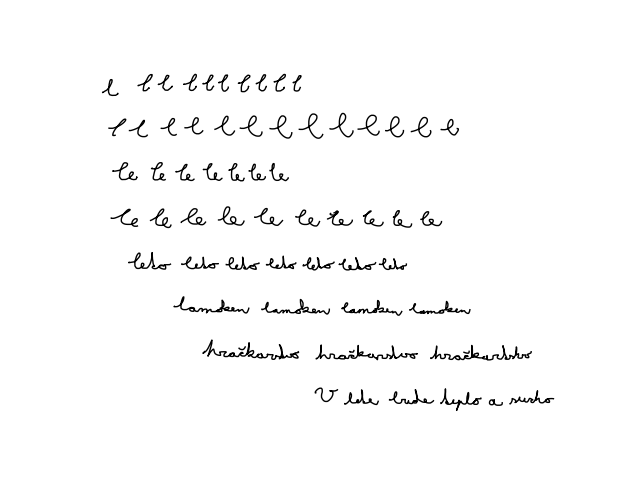 l l l l l l l l l l
l l l l l l l l l l l l l
le le le le le le le
le le le le le le le le le le
leto leto leto leto leto leto leto
lamoken lamoken lamoken lamoken
hračkarstvo hračkarstvo hračkarstvo
V lete bude teplo a sucho